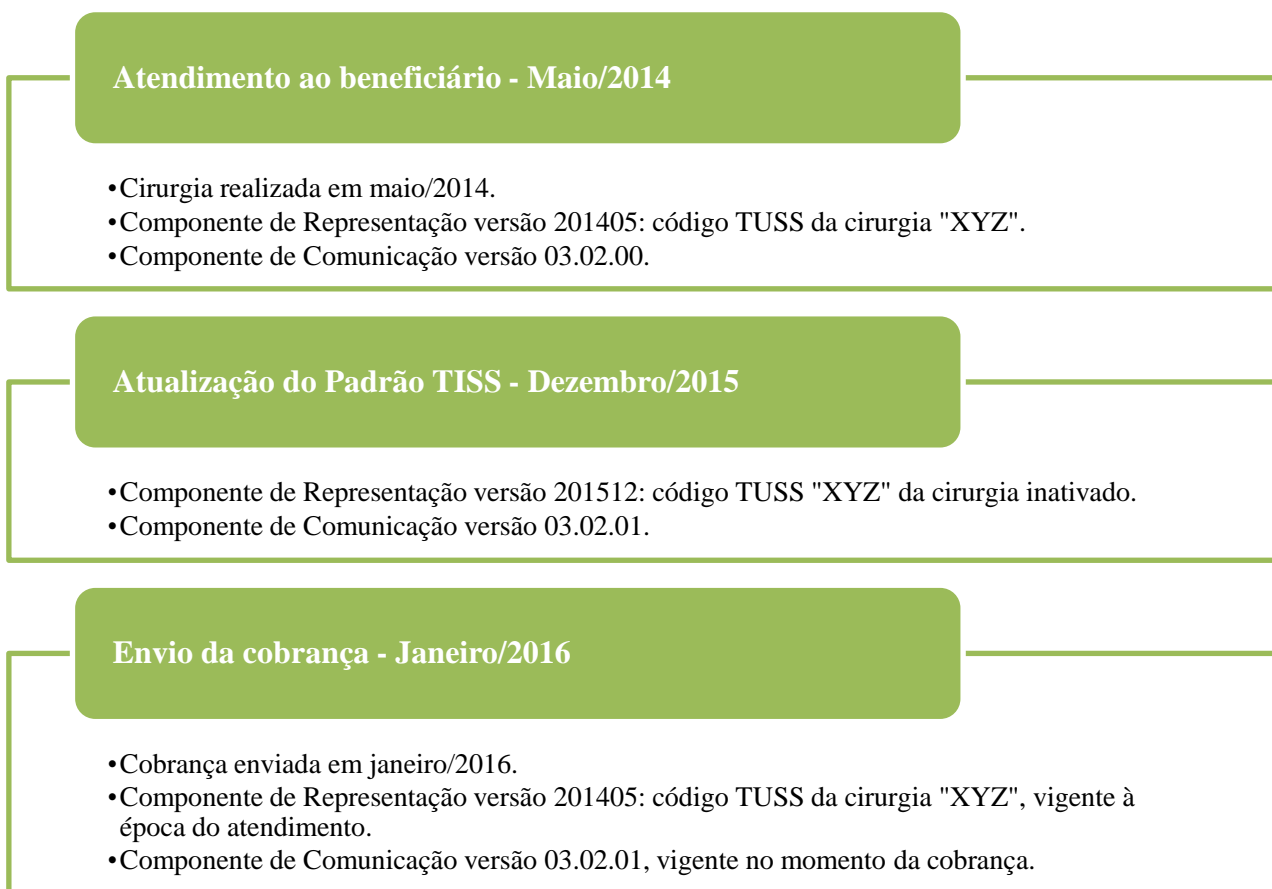 Atendimento ao beneficiário - Maio/2014
•Cirurgia realizada em maio/2014.
•Componente de Representação versão 201405: código TUSS da cirurgia "XYZ".
•Componente de Comunicação versão 03.02.00.
Atualização do Padrão TISS - Dezembro/2015
•Componente de Representação versão 201512: código TUSS "XYZ" da cirurgia inativado.
•Componente de Comunicação versão 03.02.01.
Envio da cobrança - Janeiro/2016
•Cobrança enviada em janeiro/2016.
•Componente de Representação versão 201405: código TUSS da cirurgia "XYZ", vigente à
época do atendimento.
•Componente de Comunicação versão 03.02.01, vigente no momento da cobrança.